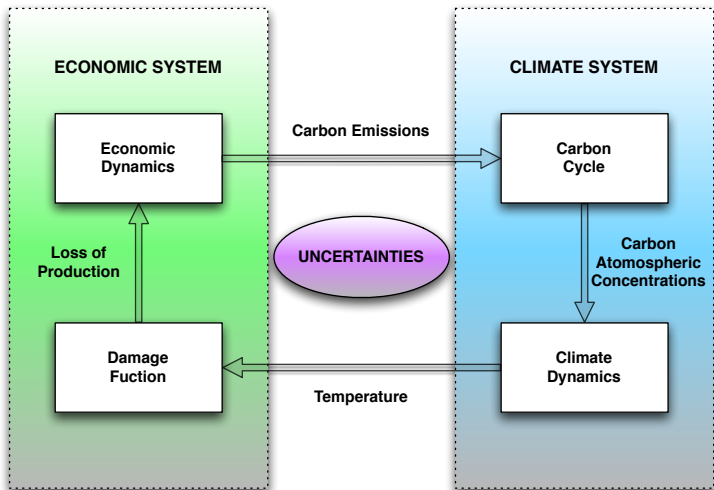 ECONOMIC SYSTEM
CLIMATE SYSTEM
Economic
Dynamics
Carbon Emissions
Carbon
Cycle
Loss of
Production
UNCERTAINTIES
Carbon
Atomospheric
Concentrations
Damage
Fuction
Temperature
Climate
Dynamics